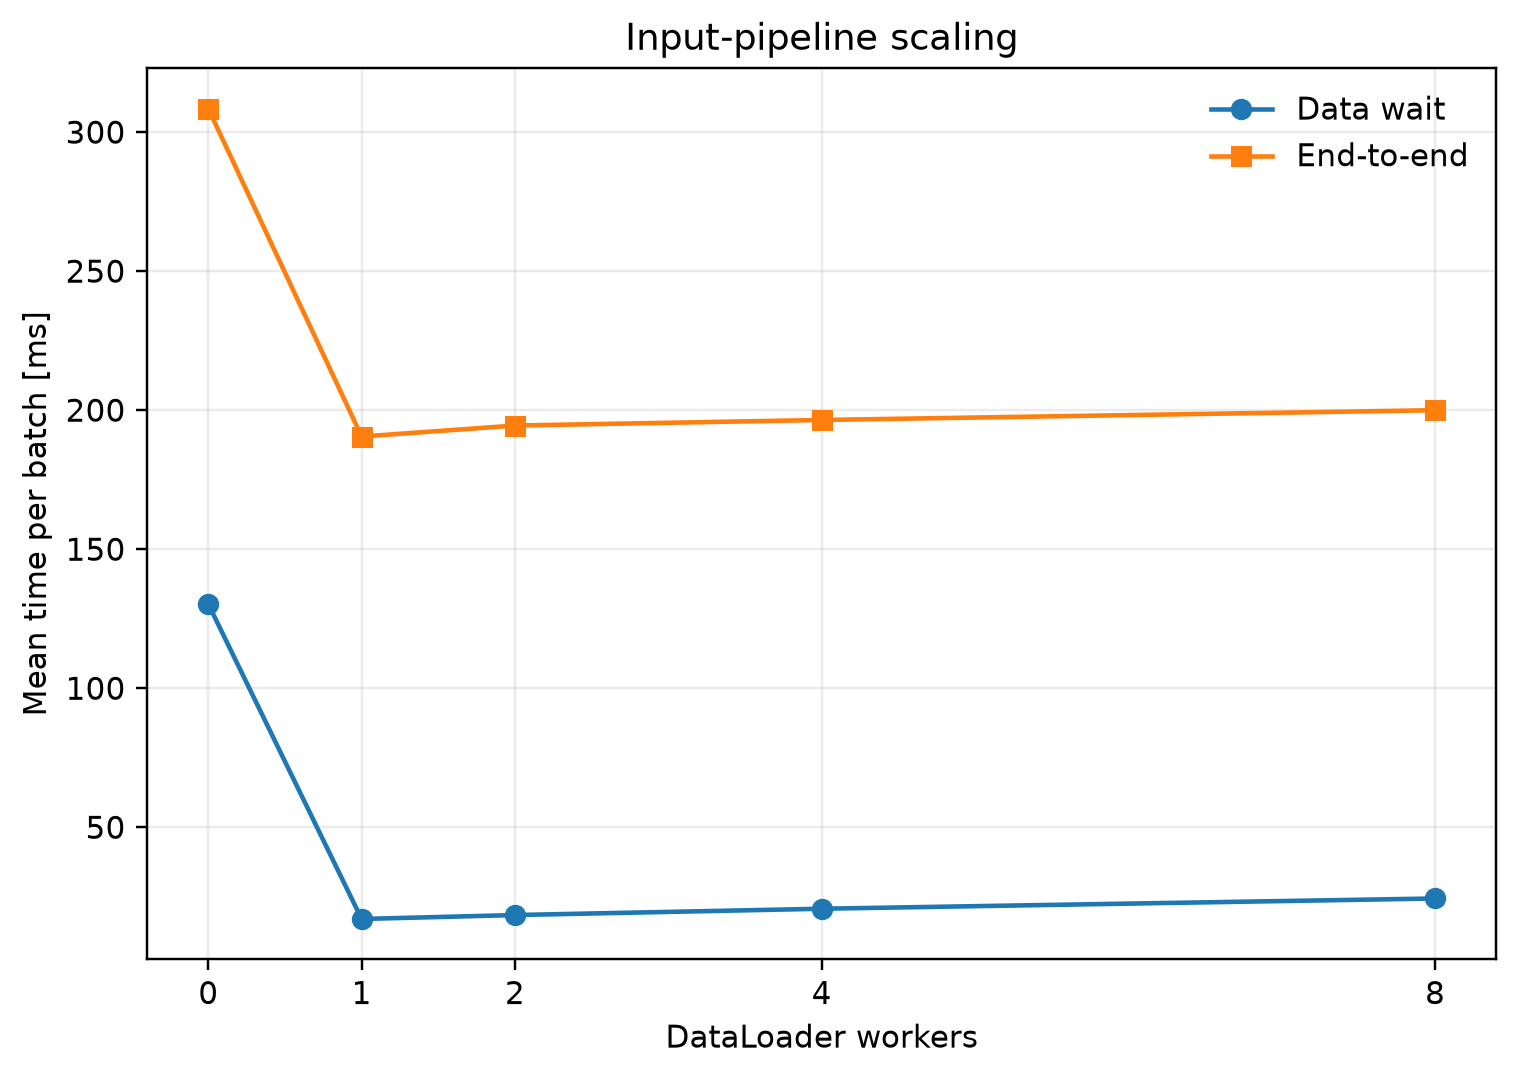 Input-pipeline scaling
Data wait
End-to-end
Mean time per batch [ms]
300
250
200
150
100
50
0 1 2 4 8
DataLoader workers